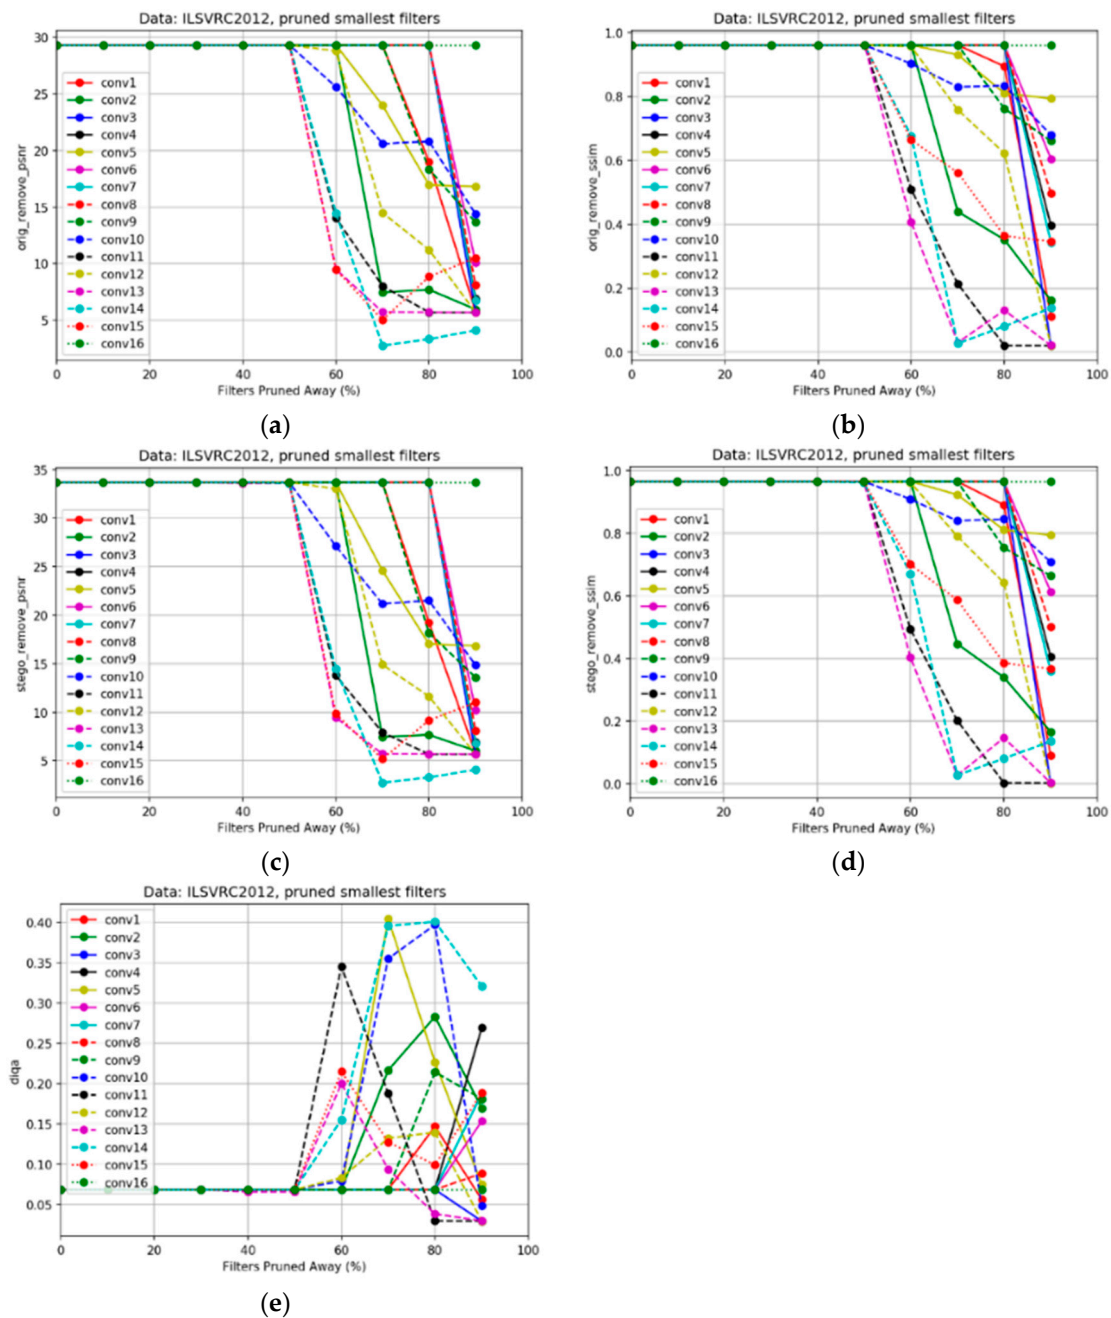 Data: ILSVRC2012, pruned smallest filters
orig_remove_psnr
30
25
20
15
10
5
conv1
conv2
conv3
conv4
conv5
conv6
conv7
conv8
conv9
conv10
conv11
conv12
conv13
conv14
conv15
conv16
0 20 40 60 80 100
Filters Pruned Away (%)
(a)
Data: ILSVRC2012, pruned smallest filters
orig_remove_ssim
1.0
0.8
0.6
0.4
0.2
0.0
conv1
conv2
conv3
conv4
conv5
conv6
conv7
conv8
conv9
conv10
conv11
conv12
conv13
conv14
conv15
conv16
0 20 40 60 80 100
Filters Pruned Away (%)
(b)
Data: ILSVRC2012, pruned smallest filters
stego_remove_psnr
35
30
25
20
15
10
5
conv1
conv2
conv3
conv4
conv5
conv6
conv7
conv8
conv9
conv10
conv11
conv12
conv13
conv14
conv15
conv16
0 20 40 60 80 100
Filters Pruned Away (%)
(c)
Data: ILSVRC2012, pruned smallest filters
stego_remove_ssim
1.0
0.8
0.6
0.4
0.2
0.0
conv1
conv2
conv3
conv4
conv5
conv6
conv7
conv8
conv9
conv10
conv11
conv12
conv13
conv14
conv15
conv16
0 20 40 60 80 100
Filters Pruned Away (%)
(d)
Data: ILSVRC2012, pruned smallest filters
diqa
0.40
0.35
0.30
0.25
0.20
0.15
0.10
0.05
conv1
conv2
conv3
conv4
conv5
conv6
conv7
conv8
conv9
conv10
conv11
conv12
conv13
conv14
conv15
conv16
0 20 40 60 80 100
Filters Pruned Away (%)
(e)